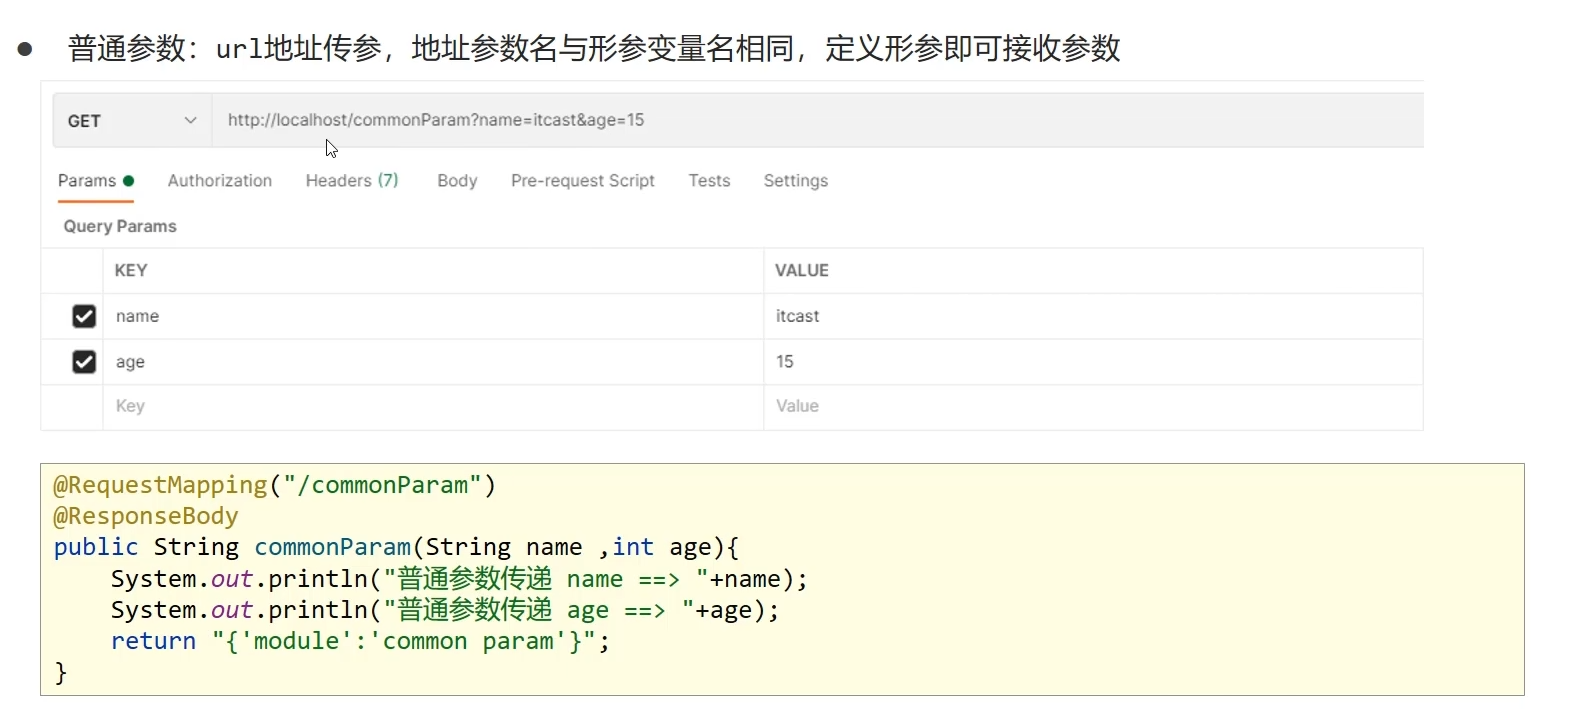 ● 普通参数：url地址传参，地址参数名与形参变量名相同，定义形参即可接收参数
GET http://localhost/commonParam?name=itcast&age=15
Params Authorization Headers (7) Body Pre-request Script Tests Settings
Query Params
KEY VALUE
name itcast
age 15
Key Value
@RequestMapping("/commonParam")
@ResponseBody
public String commonParam(String name ,int age){
    System.out.println("普通参数传递 name ==> "+name);
    System.out.println("普通参数传递 age ==> "+age);
    return "{'module':'common param'}";
}